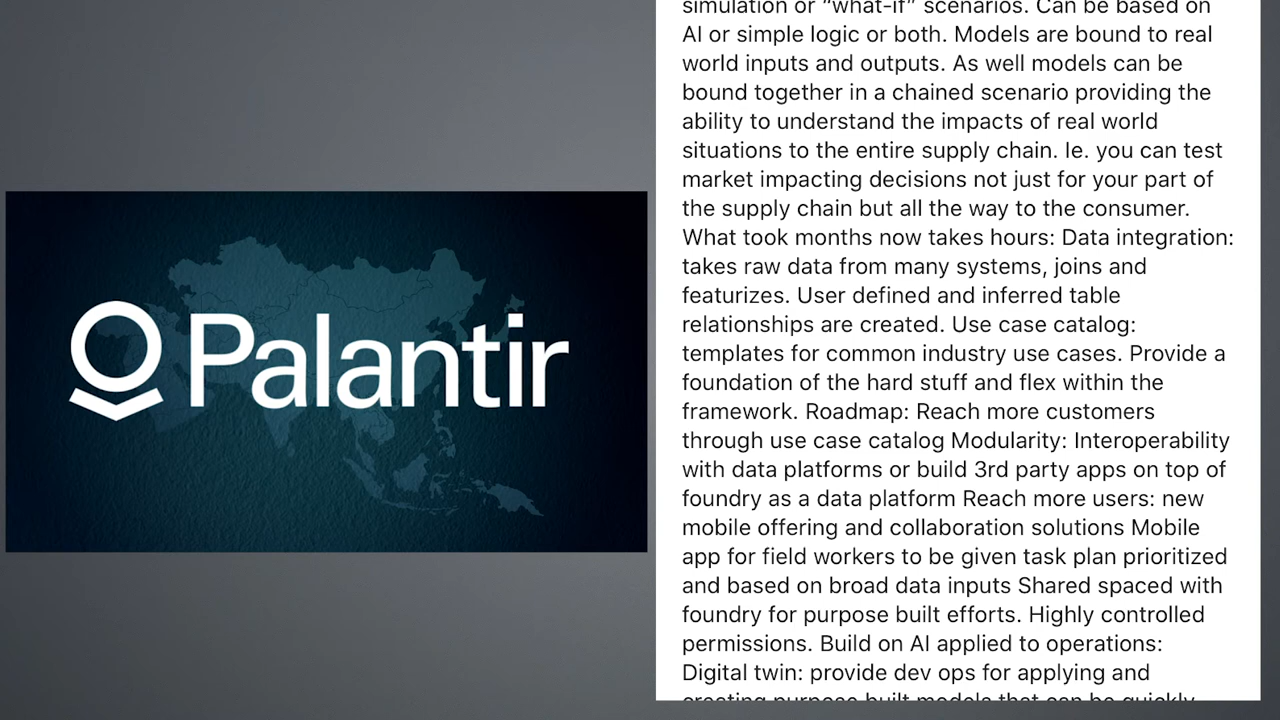 Palantir
simulation or “what-if” scenarios. Can be based on
AI or simple logic or both. Models are bound to real
world inputs and outputs. As well models can be
bound together in a chained scenario providing the
ability to understand the impacts of real world
situations to the entire supply chain. Ie. you can test
market impacting decisions not just for your part of
the supply chain but all the way to the consumer.
What took months now takes hours: Data integration:
takes raw data from many systems, joins and
featurizes. User defined and inferred table
relationships are created. Use case catalog:
templates for common industry use cases. Provide a
foundation of the hard stuff and flex within the
framework. Roadmap: Reach more customers
through use case catalog Modularity: Interoperability
with data platforms or build 3rd party apps on top of
foundry as a data platform Reach more users: new
mobile offering and collaboration solutions Mobile
app for field workers to be given task plan prioritized
and based on broad data inputs Shared spaced with
foundry for purpose built efforts. Highly controlled
permissions. Build on AI applied to operations:
Digital twin: provide dev ops for applying and
creating purpose built models that can be quickly